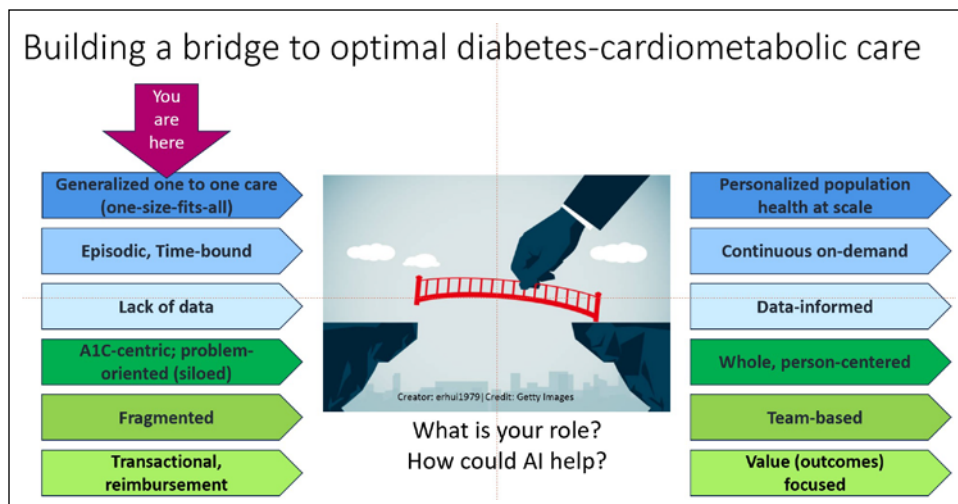 Building a bridge to optimal diabetes-cardiometabolic care
You
are
here
Generalized one to one care
(one-size-fits-all)
Episodic, Time-bound
Lack of data
A1C-centric; problem-
oriented (siloed)
Fragmented
Transactional,
reimbursement
Creator: erhui1979|Credit: Getty Images
What is your role?
How could AI help?
Personalized population
health at scale
Continuous on-demand
Data-informed
Whole, person-centered
Team-based
Value (outcomes)
focused